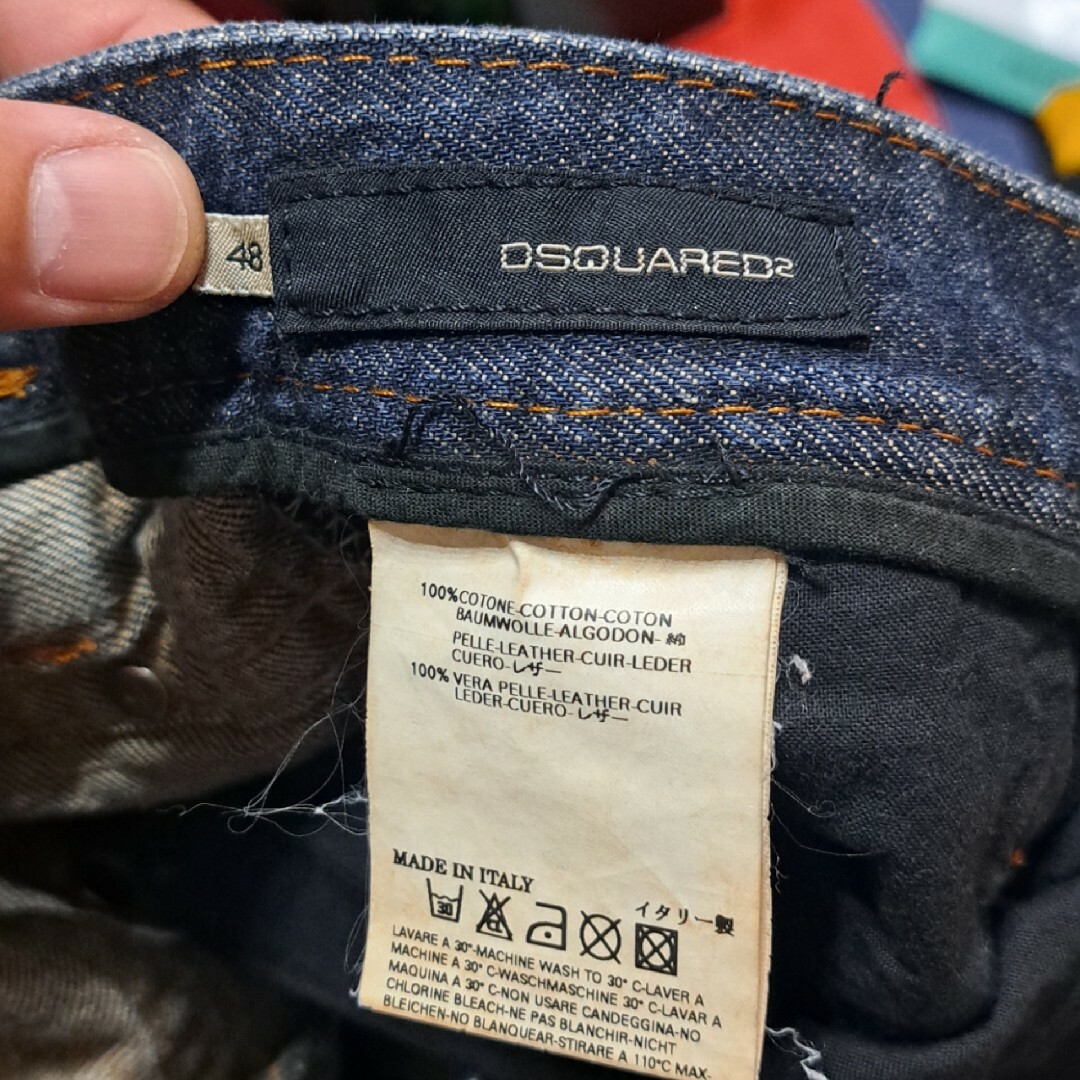 48
DSQUARED2
100%COTONE-COTTON-COTON
BAUMWOLLE-ALGODON-綿
PELLE-LEATHER-CUIR-LEDER
CUERO-レザー
100% VERA PELLE-LEATHER-CUIR
LEDER-CUERO-レザー
MADE IN ITALY
イタリー製
30
CL
LAVARE A 30°-MACHINE WASH TO 30°C-LAVER A
MACHINE A 30° C-WASCHMASCHINE 30° C-LAVAR A
MAQUINA A 30° C-NON USARE CANDEGGINA-NO
CHLORINE BLEACH-NE PAS BLANCHIR-NICHT
BLEICHEN-NO BLANQUEAR-STIRARE A 110°C MAX-